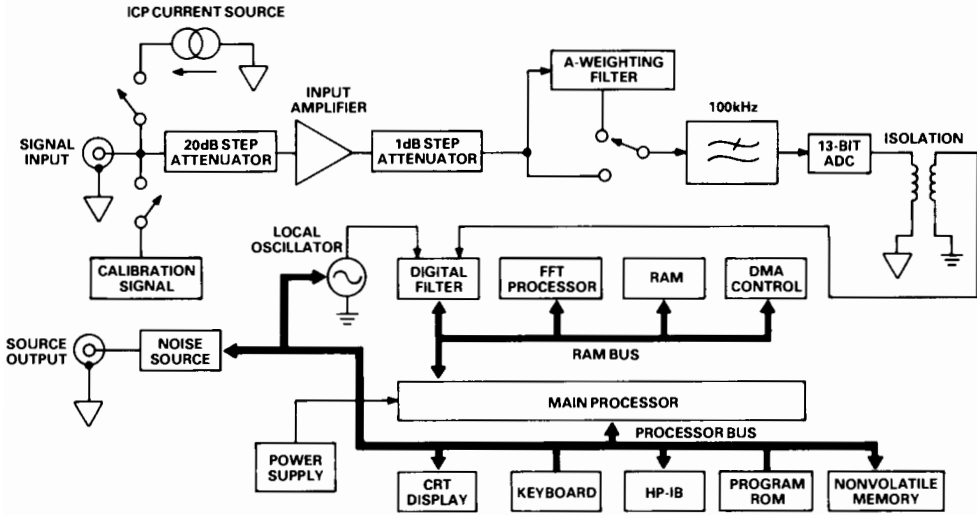 ICP CURRENT SOURCE
A-WEIGHTING
FILTER
INPUT
AMPLIFIER
100kHz
SIGNAL
INPUT
20dB STEP
ATTENUATOR
1dB STEP
ATTENUATOR
13-BIT
ADC
ISOLATION
LOCAL
OSCILLATOR
CALIBRATION
SIGNAL
DIGITAL
FILTER
FFT
PROCESSOR
RAM
DMA
CONTROL
SOURCE
OUTPUT
NOISE
SOURCE
RAM BUS
MAIN PROCESSOR
PROCESSOR BUS
POWER
SUPPLY
CRT
DISPLAY
KEYBOARD
HP-IB
PROGRAM
ROM
NONVOLATILE
MEMORY